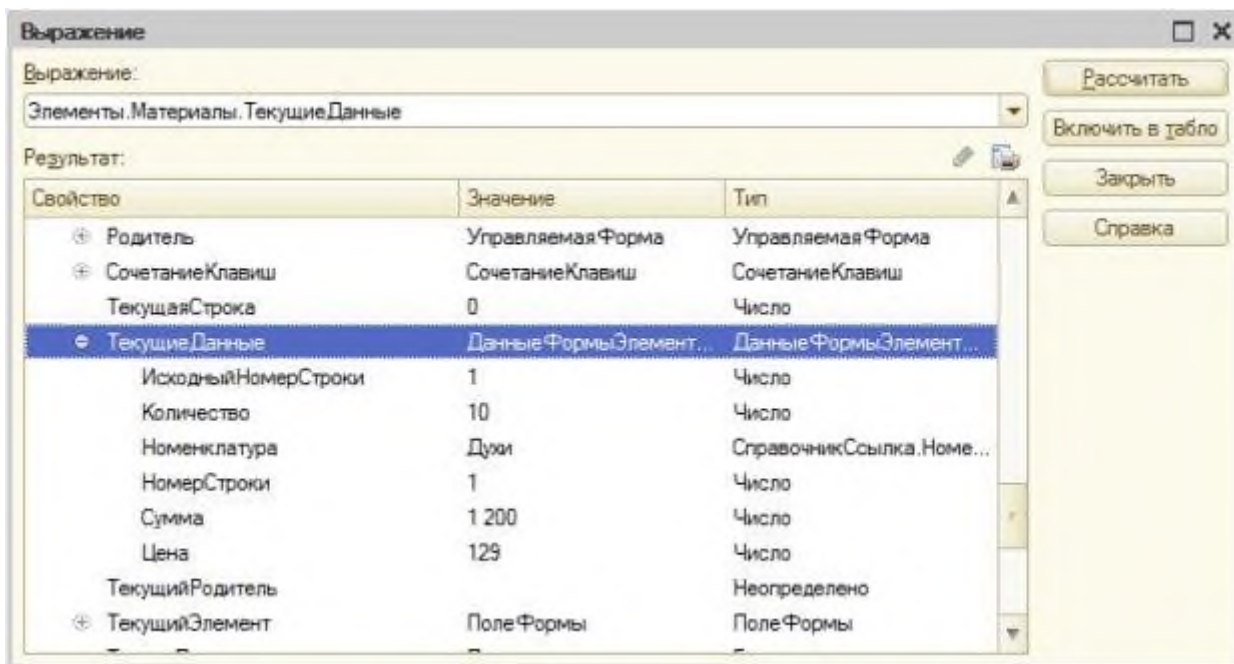 Выражение
Выражение:
Рассчитать
Элементы.Материалы.ТекущиеДанные
Включить в табло
Результат:
Закрыть
Свойство Значение Тип
Справка
Родитель УправляемаяФорма УправляемаяФорма
СочетаниеКлавиш СочетаниеКлавиш СочетаниеКлавиш
ТекущаяСтрока 0 Число
ТекущиеДанные ДанныеФормыЭлемент... ДанныеФормыЭлемент...
ИсходныйНомерСтроки 1 Число
Количество 10 Число
Номенклатура Духи СправочникСсылка.Номе...
НомерСтроки 1 Число
Сумма 1 200 Число
Цена 129 Число
ТекущийРодитель Неопределено
ТекущийЭлемент ПолеФормы ПолеФормы